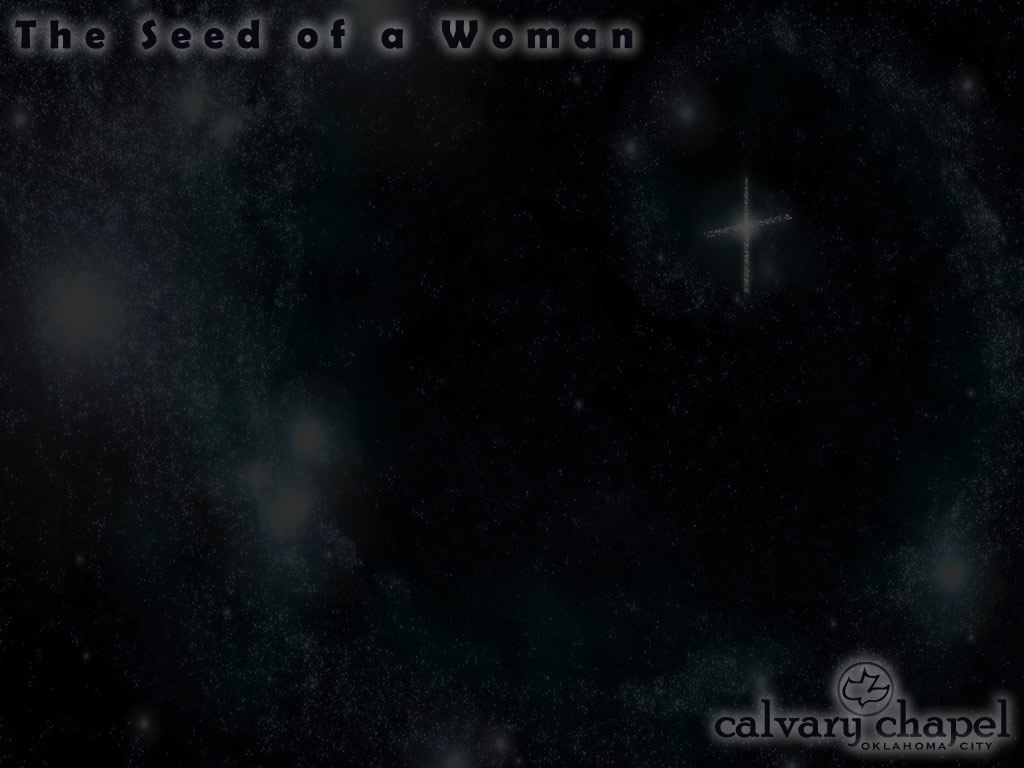 The Seed of a Woman
calvary chapel
OKLAHOMA CITY